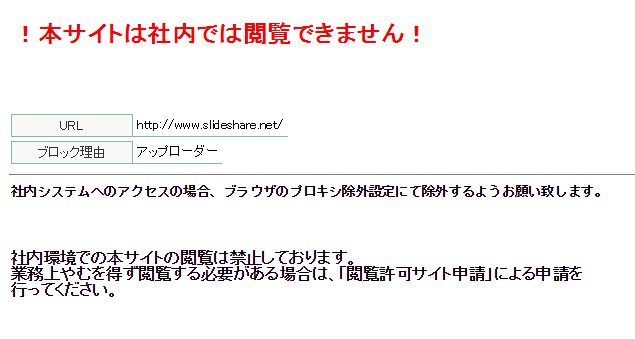 ！本サイトは社内では閲覧できません！
URL http://www.slideshare.net/
ブロック理由 アップローダー
社内システムへのアクセスの場合、ブラウザのプロキシ除外設定にて除外するようお願い致します。
社内環境での本サイトの閲覧は禁止しております。
業務上やむを得ず閲覧する必要がある場合は、「閲覧許可サイト申請」による申請を
行ってください。